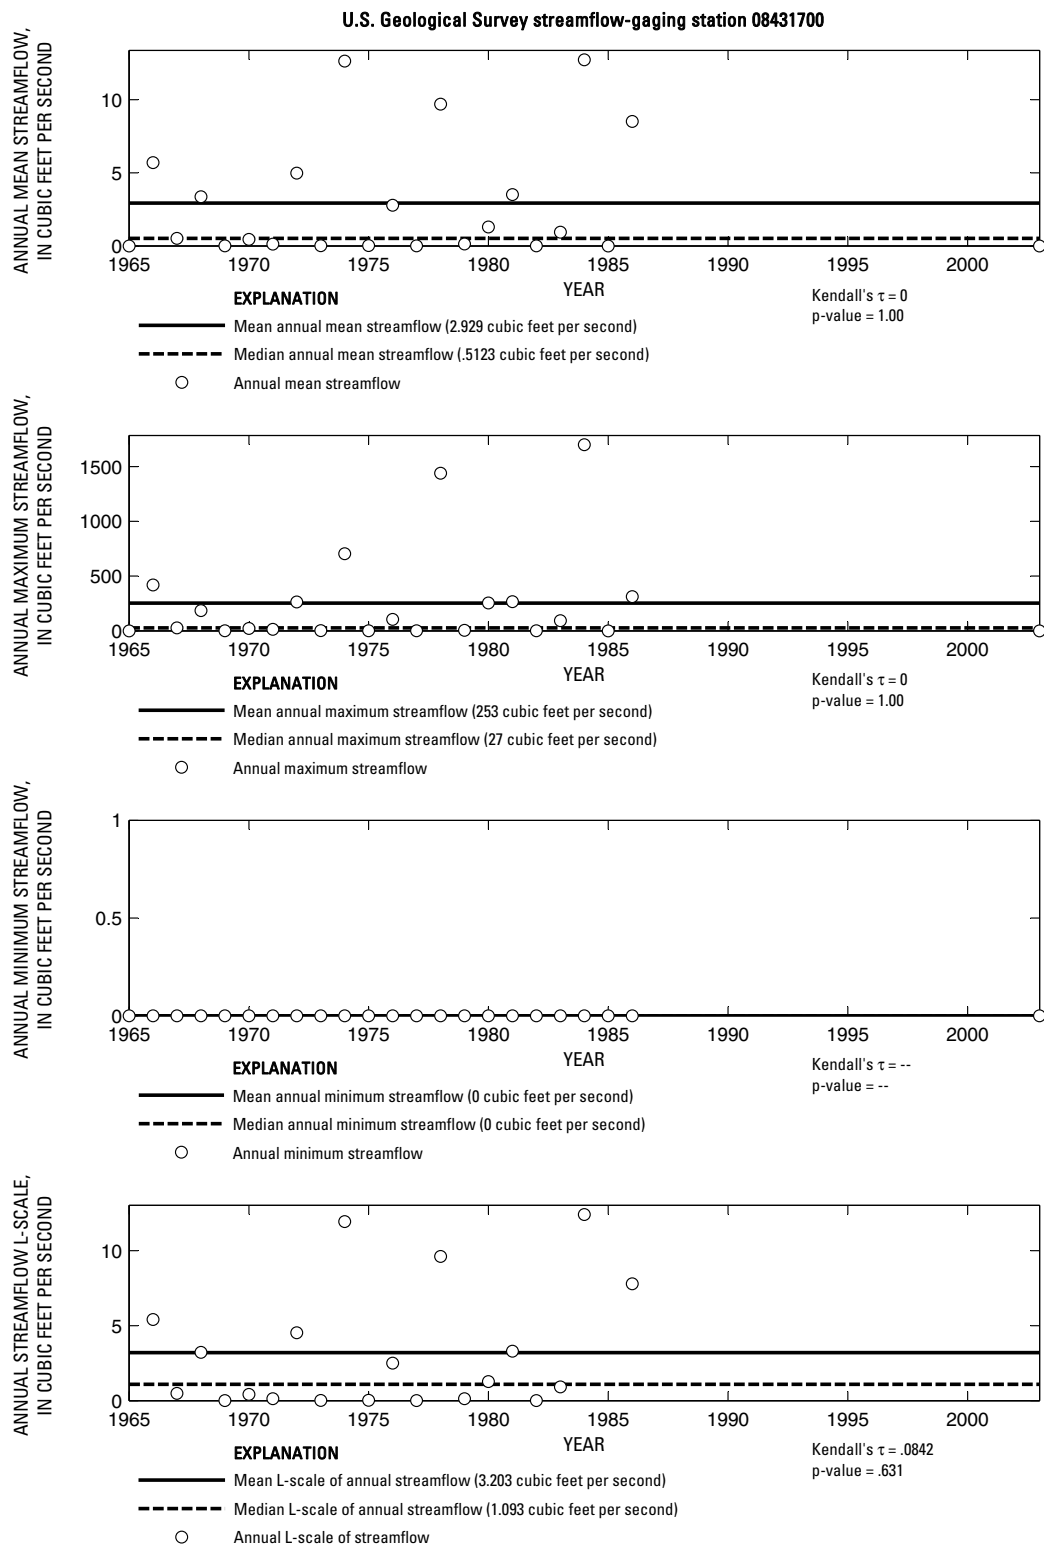 U.S. Geological Survey streamflow-gaging station 08431700
ANNUAL MEAN STREAMFLOW,
IN CUBIC FEET PER SECOND
10
5
0
1965 1970 1975 1980 1985 1990 1995 2000
YEAR
Kendall's τ = 0
p-value = 1.00
EXPLANATION
Mean annual mean streamflow (2.929 cubic feet per second)
Median annual mean streamflow (.5123 cubic feet per second)
Annual mean streamflow
ANNUAL MAXIMUM STREAMFLOW,
IN CUBIC FEET PER SECOND
1500
1000
500
0
1965 1970 1975 1980 1985 1990 1995 2000
YEAR
Kendall's τ = 0
p-value = 1.00
EXPLANATION
Mean annual maximum streamflow (253 cubic feet per second)
Median annual maximum streamflow (27 cubic feet per second)
Annual maximum streamflow
ANNUAL MINIMUM STREAMFLOW,
IN CUBIC FEET PER SECOND
1
0.5
0
1965 1970 1975 1980 1985 1990 1995 2000
YEAR
Kendall's τ = --
p-value = --
EXPLANATION
Mean annual minimum streamflow (0 cubic feet per second)
Median annual minimum streamflow (0 cubic feet per second)
Annual minimum streamflow
ANNUAL STREAMFLOW L-SCALE,
IN CUBIC FEET PER SECOND
10
5
0
1965 1970 1975 1980 1985 1990 1995 2000
YEAR
Kendall's τ = .0842
p-value = .631
EXPLANATION
Mean L-scale of annual streamflow (3.203 cubic feet per second)
Median L-scale of annual streamflow (1.093 cubic feet per second)
Annual L-scale of streamflow